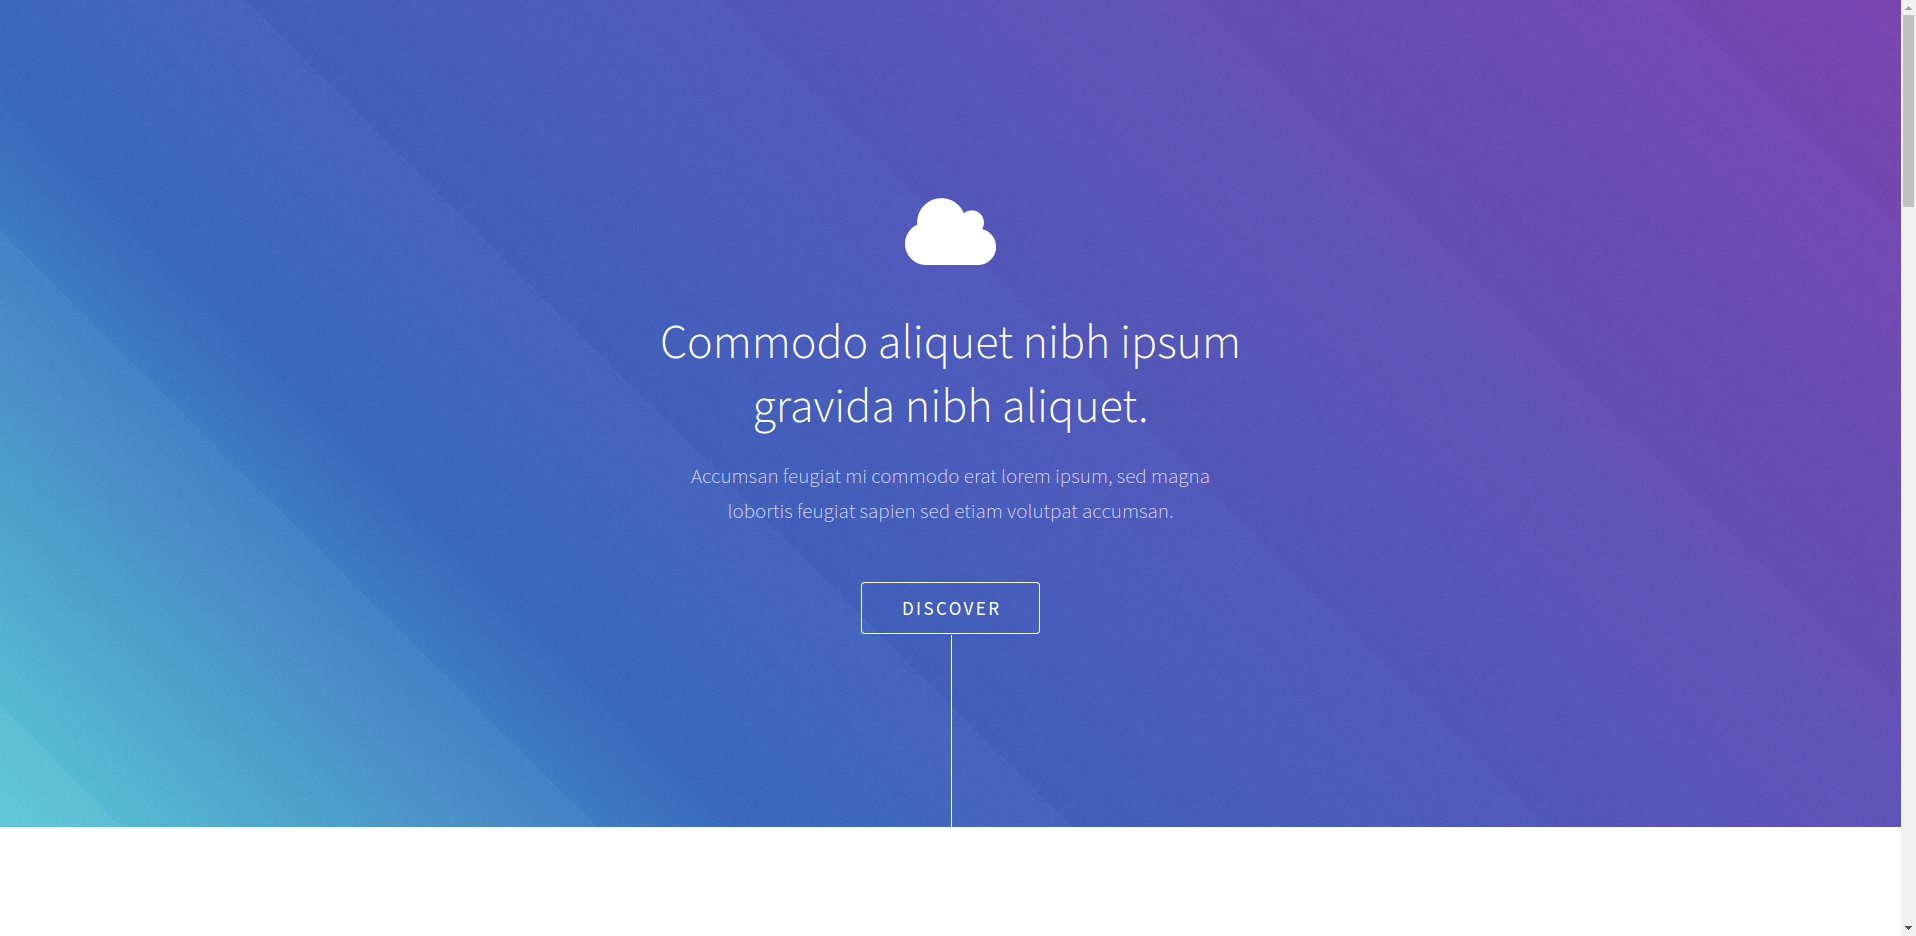 Commodo aliquet nibh ipsum
gravida nibh aliquet.
Accumsan feugiat mi commodo erat lorem ipsum, sed magna
lobortis feugiat sapien sed etiam volutpat accumsan.
DISCOVER